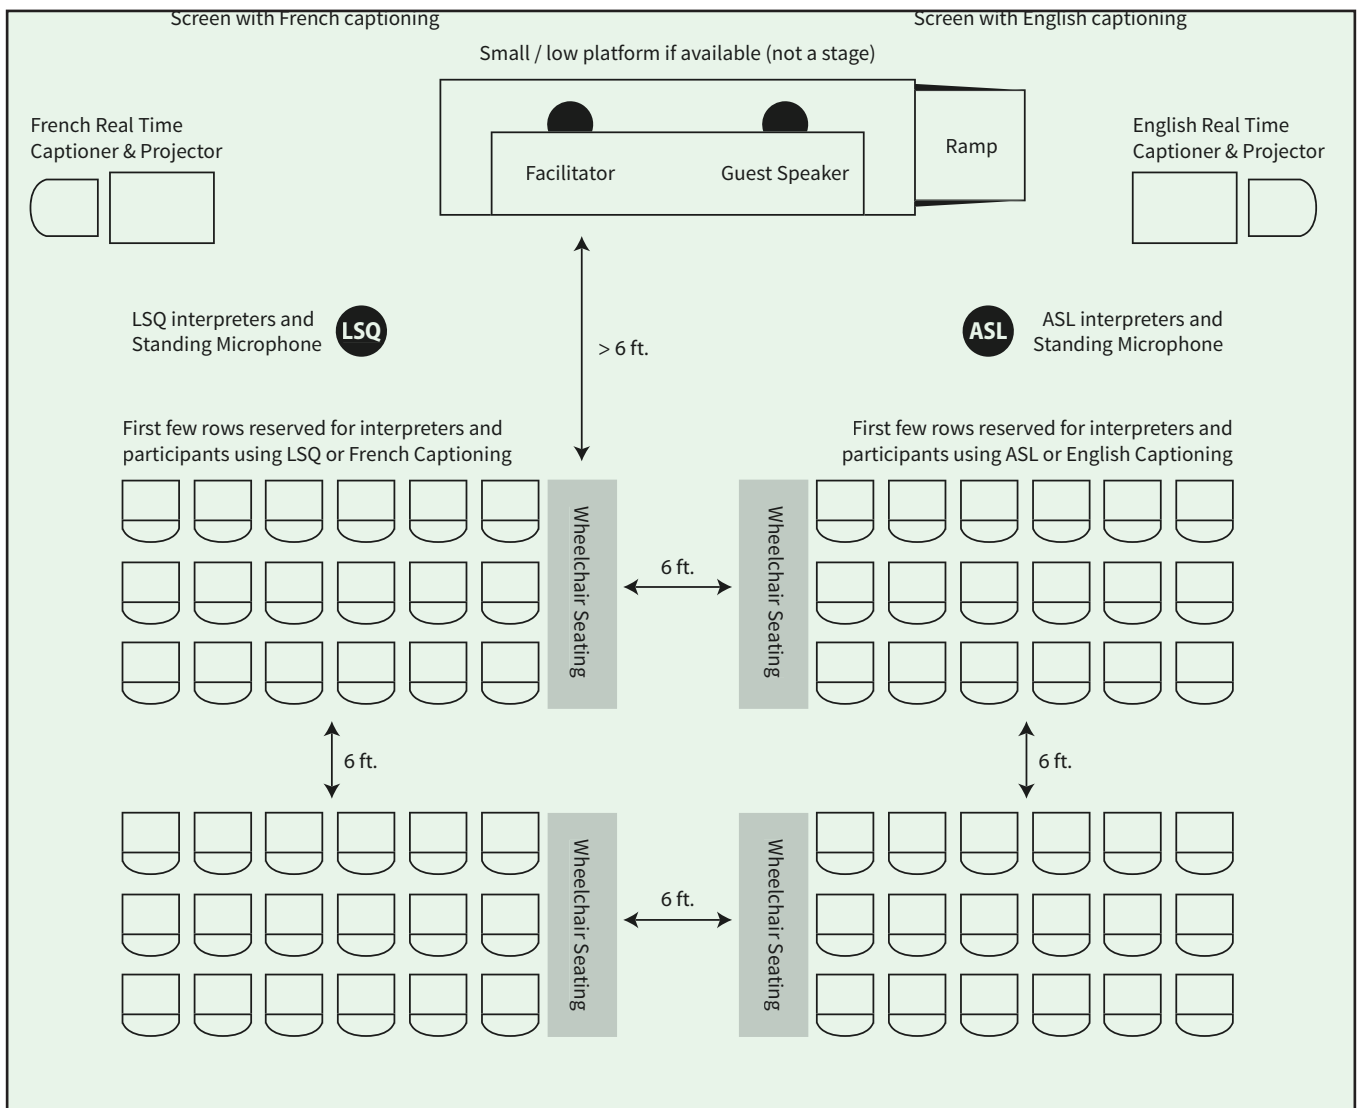 Screen with French captioning
Screen with English captioning
Small / low platform if available (not a stage)
French Real Time
Captioner & Projector
Facilitator
Guest Speaker
Ramp
English Real Time
Captioner & Projector
LSQ interpreters and
Standing Microphone
LSQ
> 6 ft.
ASL
ASL interpreters and
Standing Microphone
First few rows reserved for interpreters and
participants using LSQ or French Captioning
First few rows reserved for interpreters and
participants using ASL or English Captioning
Wheelchair Seating
6 ft.
Wheelchair Seating
6 ft.
6 ft.
Wheelchair Seating
6 ft.
Wheelchair Seating